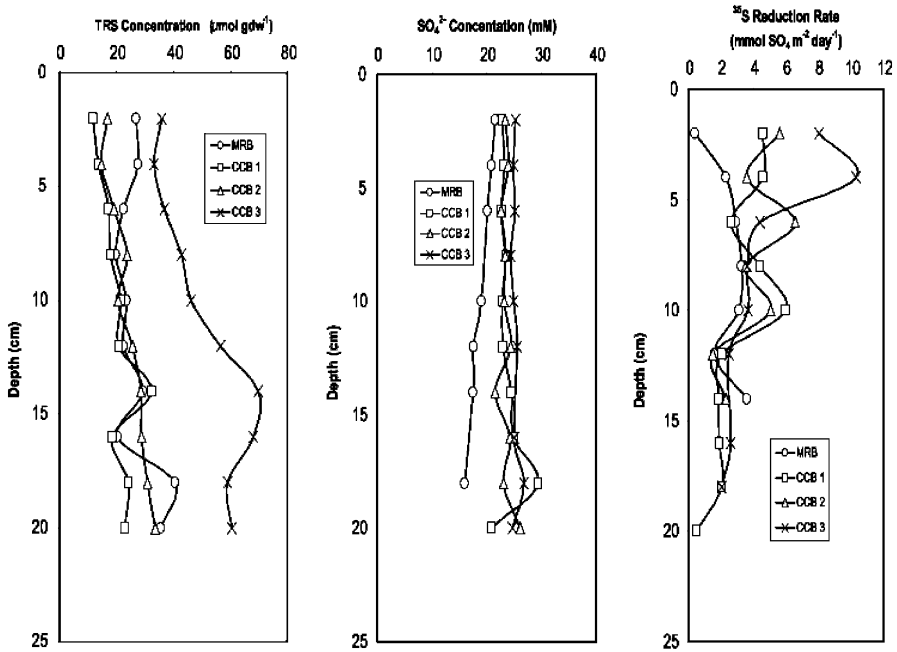 TRS Concentration (μmol gdw⁻¹)
0 20 40 60 80
0
5
10
15
20
25
Depth (cm)
MRB
CCB 1
CCB 2
CCB 3
SO₄²⁻ Concentation (mM)
0 10 20 30 40
0
5
10
15
20
25
Depth (cm)
MRB
CCB 1
CCB 2
CCB 3
³⁵S Reduction Rate
(mmol SO₄ m⁻² day⁻¹)
0 2 4 6 8 10 12
0
5
10
15
20
25
Depth (cm)
MRB
CCB 1
CCB 2
CCB 3